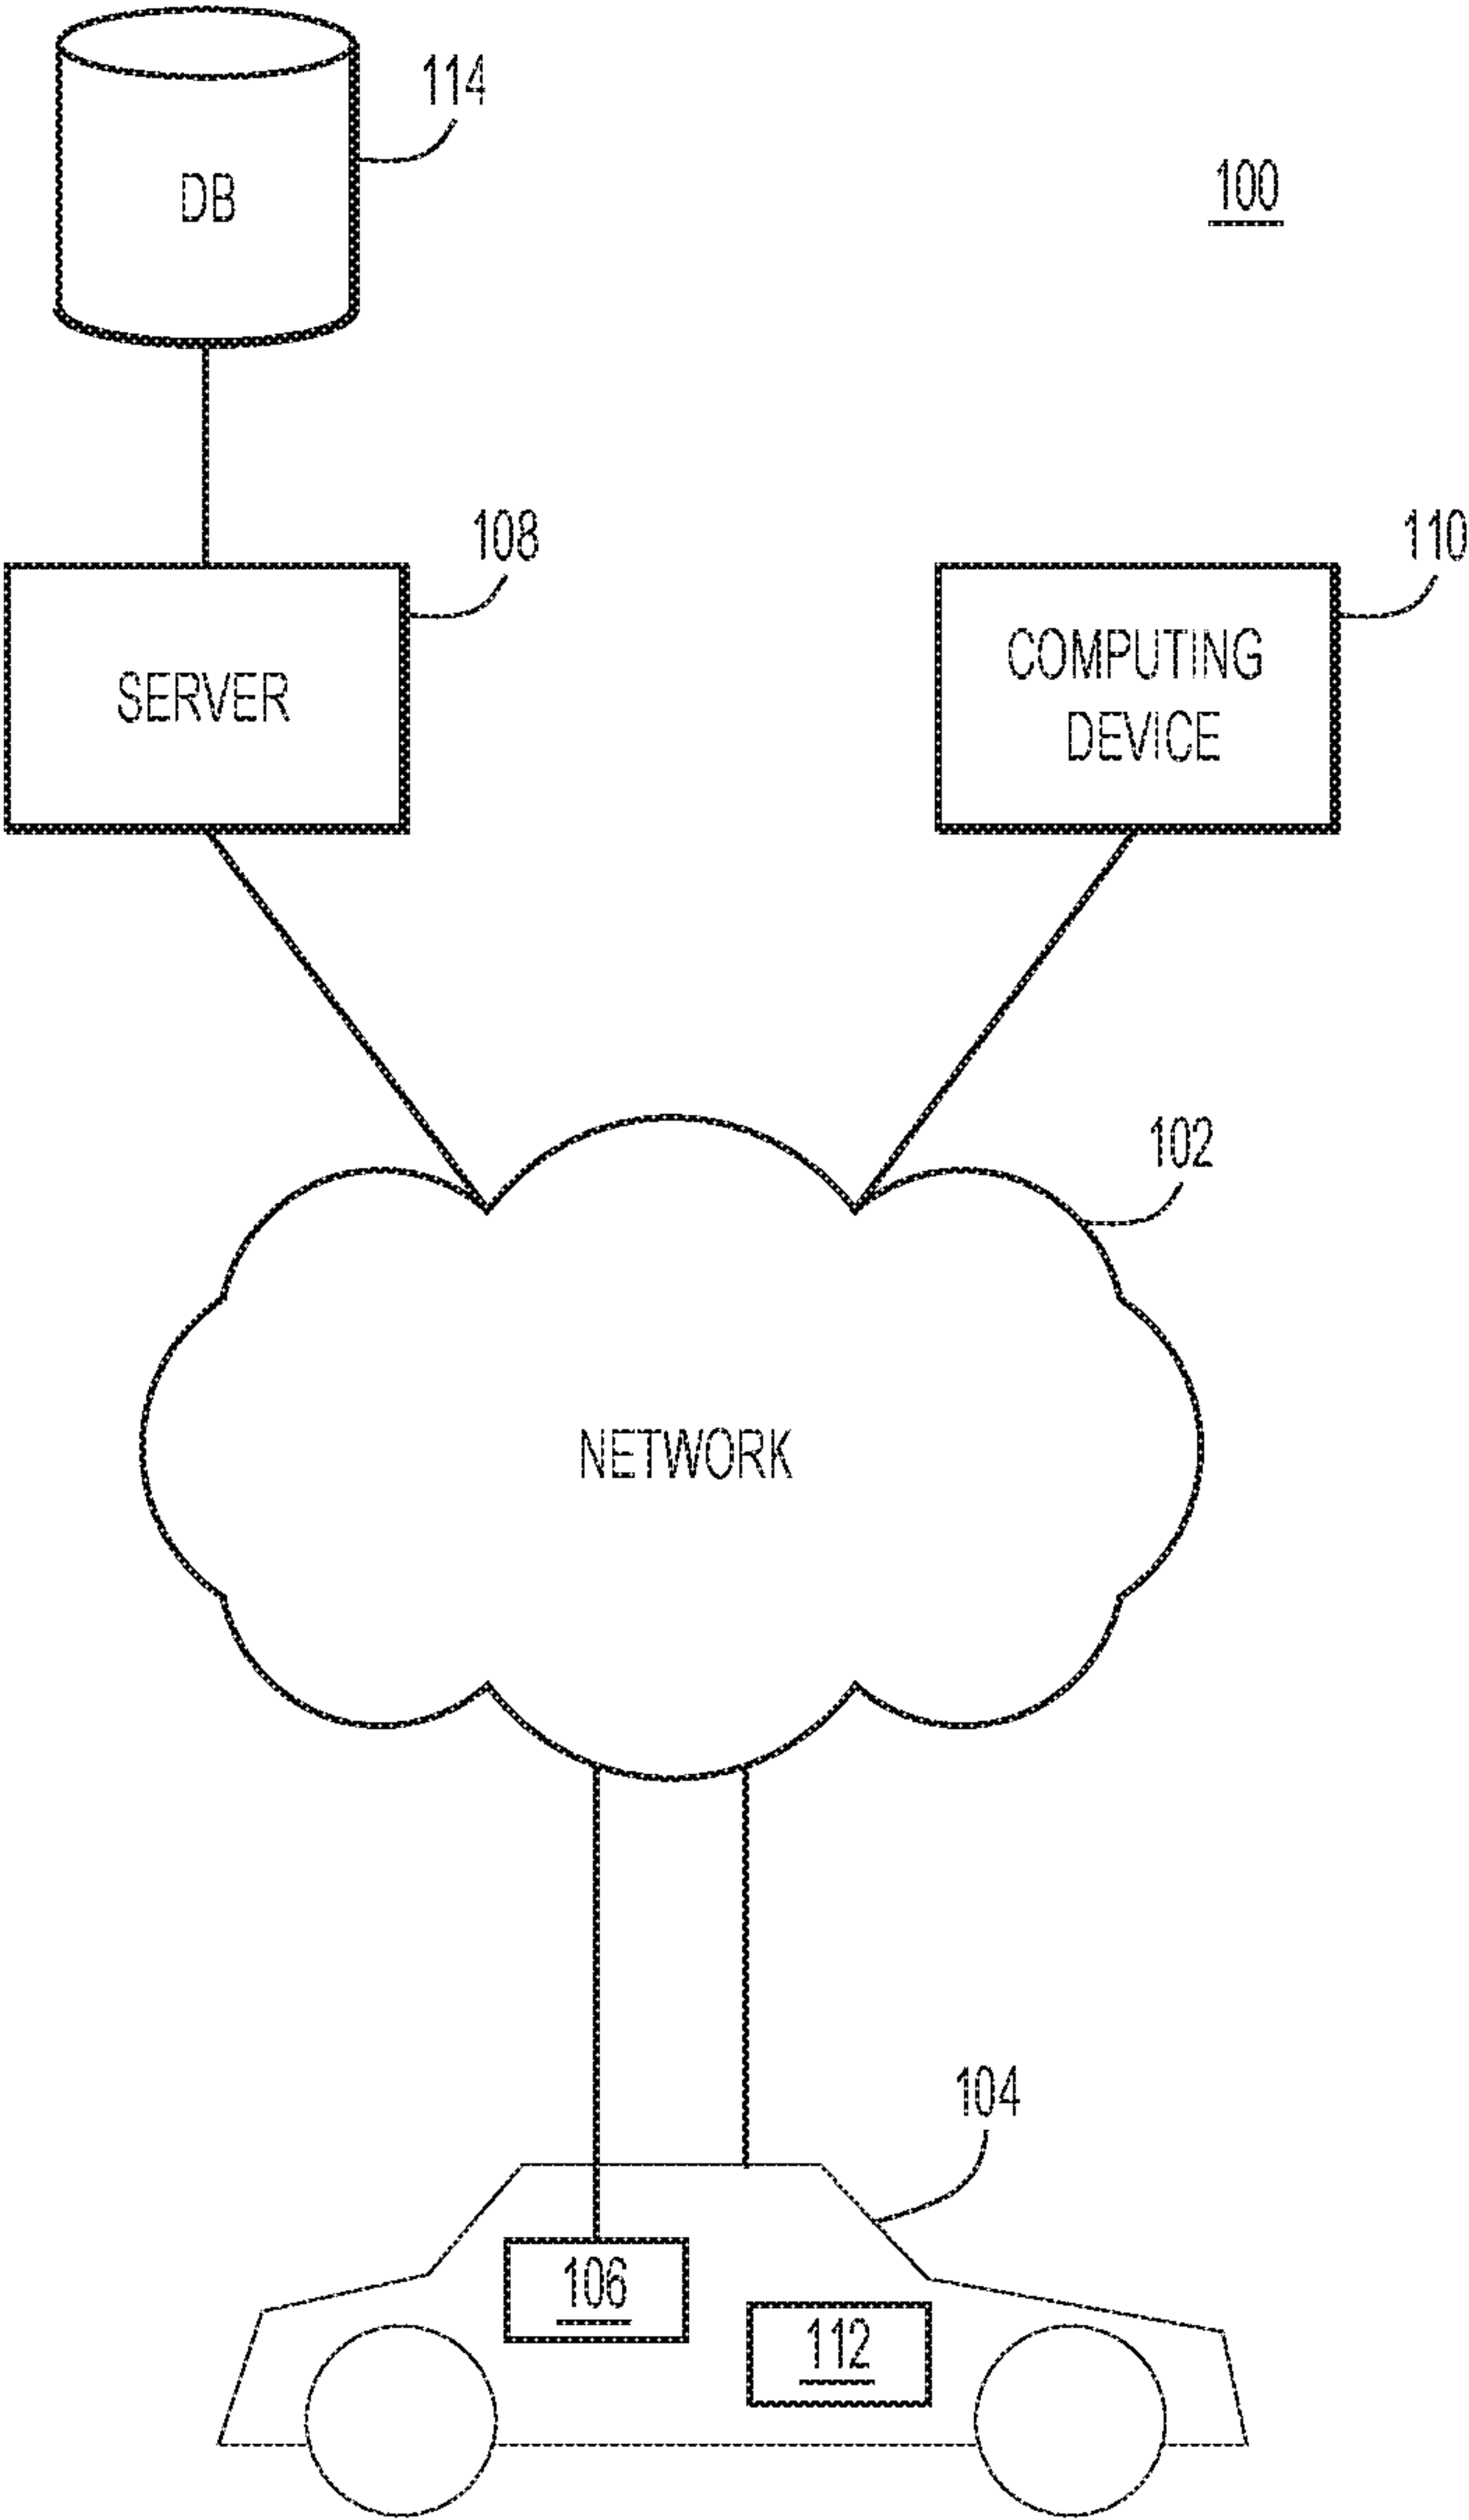 114
DB
100
108
110
SERVER
COMPUTING
DEVICE
102
NETWORK
104
106
112